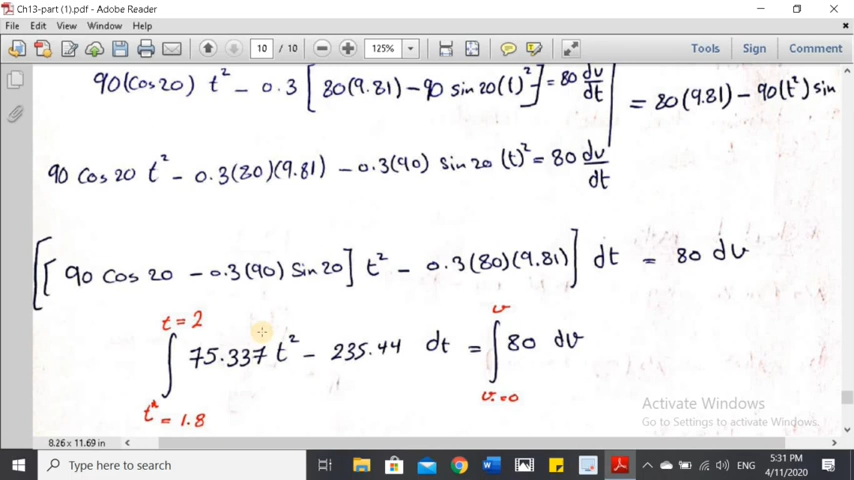 Ch13-part (1).pdf - Adobe Reader
File Edit View Window Help
10 / 10 125% Tools Sign Comment
90(Cos20) t² - 0.3 [80(9.81) - 90 sin 20 (t)²] = 80 dv/dt = 80(9.81) - 90(t²) sin
90 Cos 20 t² - 0.3(80)(9.81) - 0.3(90) sin 20 (t)² = 80 dv/dt
[[90 Cos 20 - 0.3(90) Sin 20] t² - 0.3(80)(9.81)] dt = 80 dv
t = 2 v
∫ 75.337 t² - 235.44 dt = ∫ 80 dv
t* = 1.8 v. = 0
Activate Windows
Go to Settings to activate Windows.
8.26 x 11.69 in
Type here to search
ENG
5:31 PM
4/11/2020